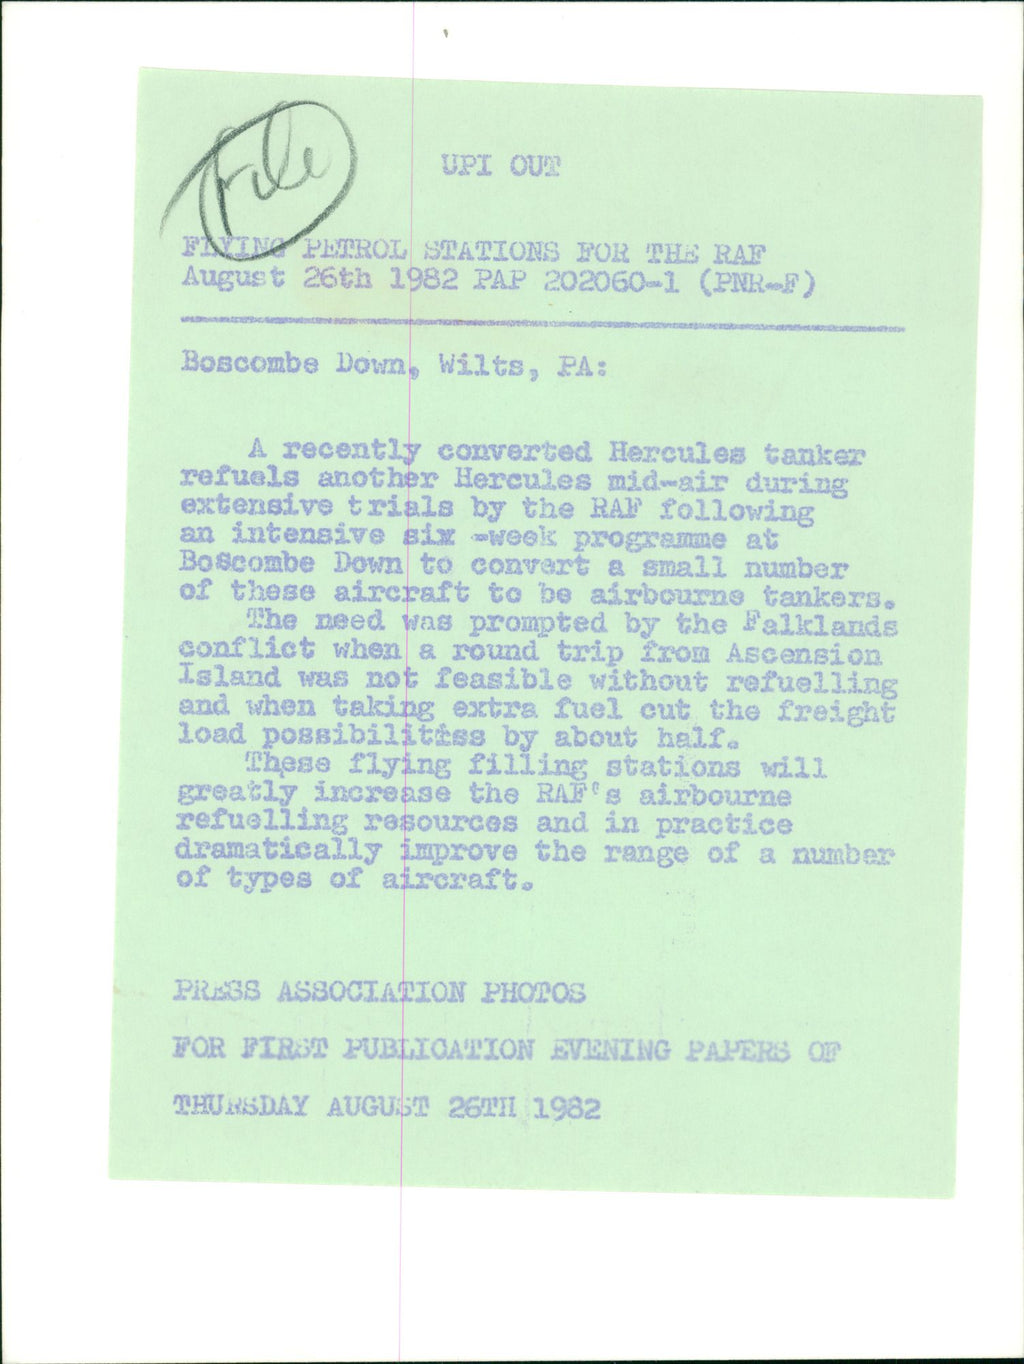 File
UPI OUT
FLYING PETROL STATIONS FOR THE RAF
August 26th 1982 PAP 202060-1 (PNR-F)
Boscombe Down, Wilts, PA:
A recently converted Hercules tanker
refuels another Hercules mid-air during
extensive trials by the RAF following
an intensive six -week programme at
Boscombe Down to convert a small number
of these aircraft to be airbourne tankers.
The need was prompted by the Falklands
conflict when a round trip from Ascension
Island was not feasible without refuelling
and when taking extra fuel cut the freight
load possibilitiss by about half.
These flying filling stations will
greatly increase the RAF's airbourne
refuelling resources and in practice
dramatically improve the range of a number
of types of aircraft.
PRESS ASSOCIATION PHOTOS
FOR FIRST PUBLICATION EVENING PAPERS OF
THURSDAY AUGUST 26TH 1982